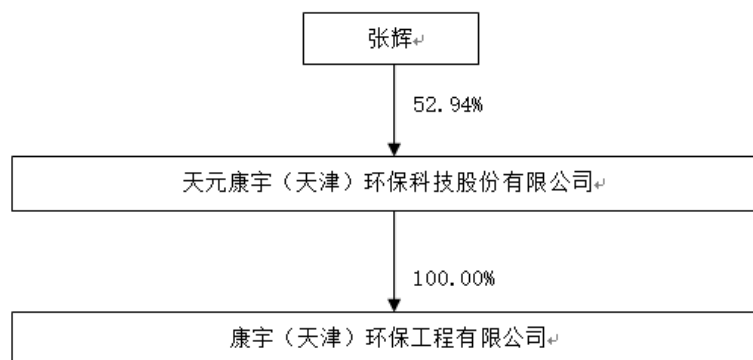 张辉
52.94%
天元康宇（天津）环保科技股份有限公司
100.00%
康宇（天津）环保工程有限公司